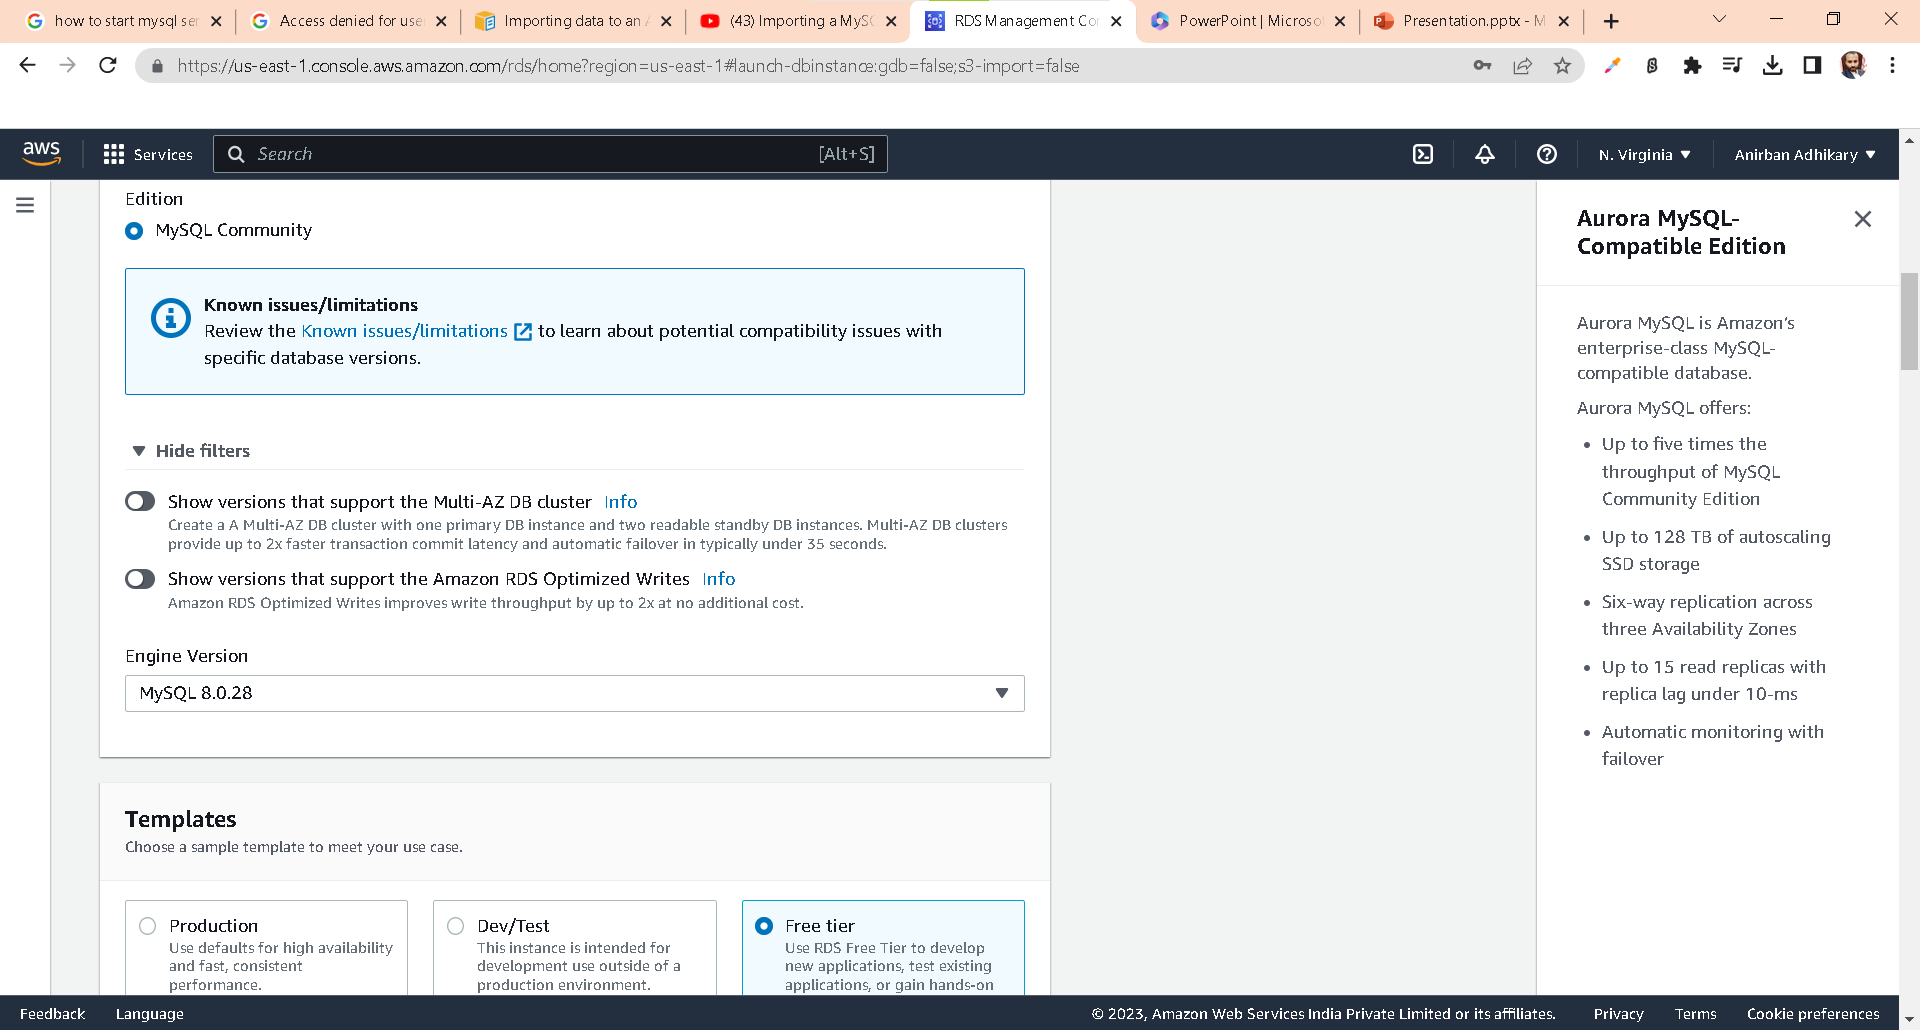 how to start mysql ser
Access denied for use
Importing data to an A
(43) Importing a MySQ
RDS Management Co
PowerPoint | Microso
Presentation.pptx - M
https://us-east-1.console.aws.amazon.com/rds/home?region=us-east-1#launch-dbinstance:gdb=false;s3-import=false
aws
Services
Search
[Alt+S]
N. Virginia
Anirban Adhikary
Edition
MySQL Community
Known issues/limitations
Review the Known issues/limitations to learn about potential compatibility issues with
specific database versions.
Hide filters
Show versions that support the Multi-AZ DB cluster Info
Create a A Multi-AZ DB cluster with one primary DB instance and two readable standby DB instances. Multi-AZ DB clusters
provide up to 2x faster transaction commit latency and automatic failover in typically under 35 seconds.
Show versions that support the Amazon RDS Optimized Writes Info
Amazon RDS Optimized Writes improves write throughput by up to 2x at no additional cost.
Engine Version
MySQL 8.0.28
Templates
Choose a sample template to meet your use case.
Production
Use defaults for high availability
and fast, consistent
performance.
Dev/Test
This instance is intended for
development use outside of a
production environment.
Free tier
Use RDS Free Tier to develop
new applications, test existing
applications, or gain hands-on
Aurora MySQL-
Compatible Edition
Aurora MySQL is Amazon's
enterprise-class MySQL-
compatible database.
Aurora MySQL offers:
• Up to five times the
throughput of MySQL
Community Edition
• Up to 128 TB of autoscaling
SSD storage
• Six-way replication across
three Availability Zones
• Up to 15 read replicas with
replica lag under 10-ms
• Automatic monitoring with
failover
Feedback
Language
© 2023, Amazon Web Services India Private Limited or its affiliates.
Privacy
Terms
Cookie preferences